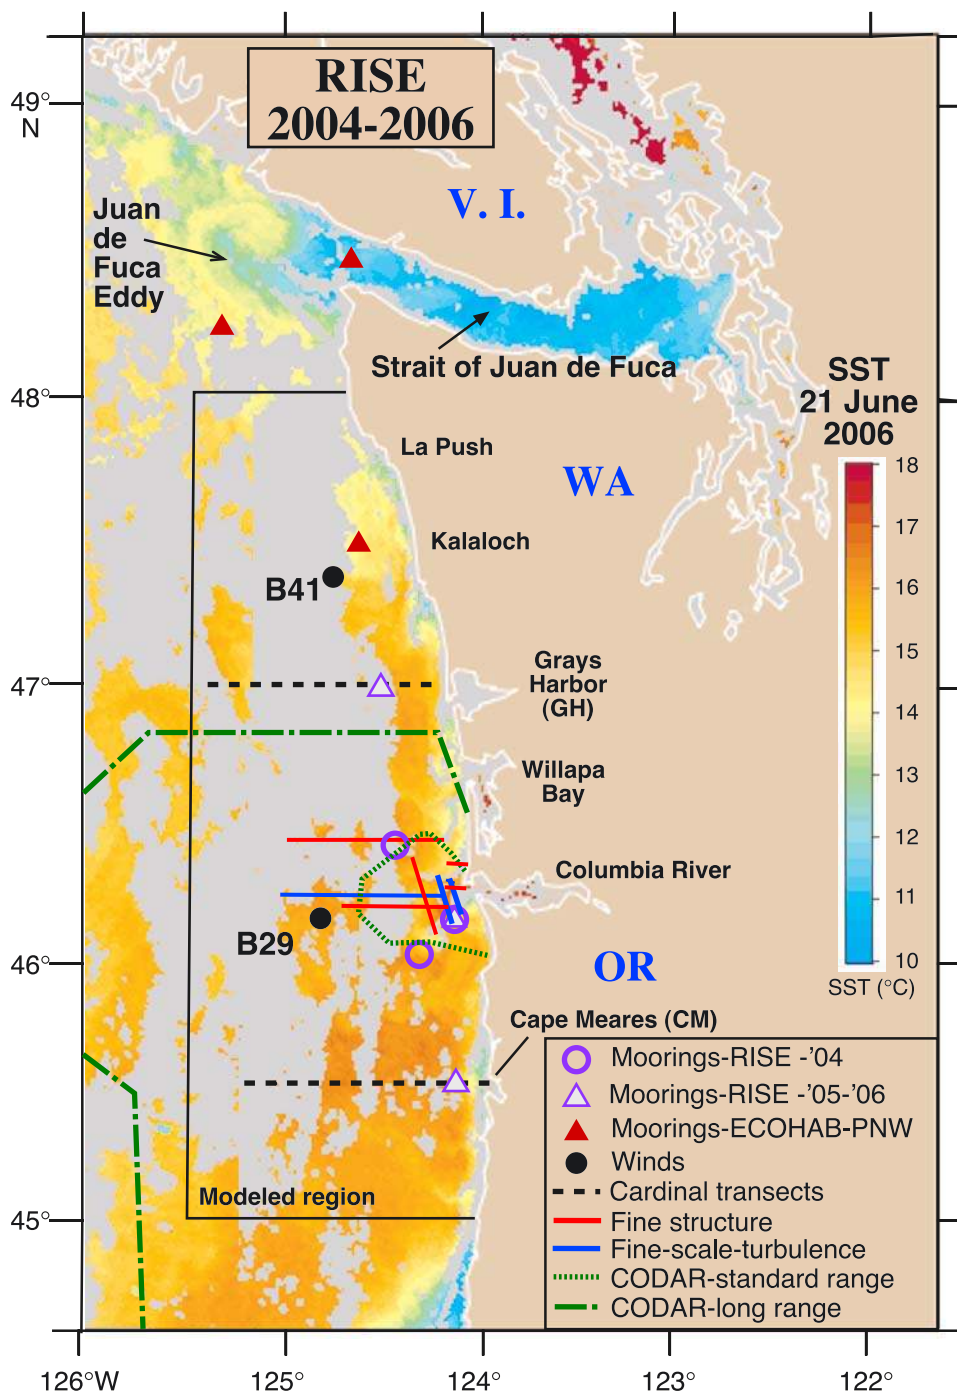 RISE
2004-2006
49°
N
V. I.
Juan
de
Fuca
Eddy
Strait of Juan de Fuca
SST
21 June
2006
48°
La Push
WA
18
17
16
15
14
13
12
11
10
SST (°C)
Kalaloch
B41
Grays
Harbor
(GH)
47°
Willapa
Bay
Columbia River
B29
46°
OR
Cape Meares (CM)
Moorings-RISE -'04
Moorings-RISE -'05-'06
Moorings-ECOHAB-PNW
Winds
Cardinal transects
Fine structure
Fine-scale-turbulence
CODAR-standard range
CODAR-long range
Modeled region
45°
126°W
125°
124°
123°
122°